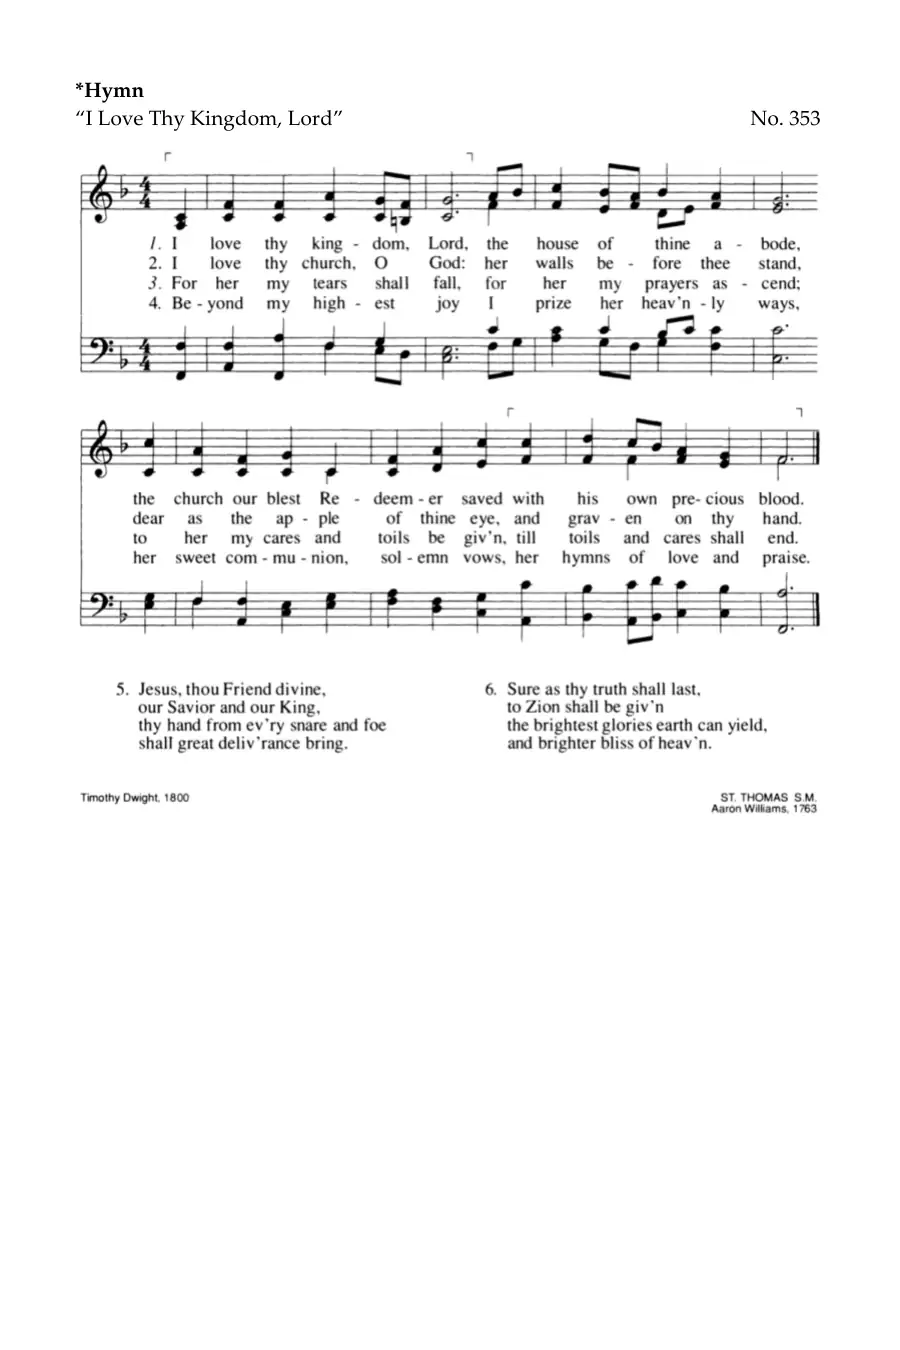 *Hymn
“I Love Thy Kingdom, Lord” No. 353
1. I love thy king - dom, Lord, the house of thine a - bode,
2. I love thy church, O God: her walls be - fore thee stand,
3. For her my tears shall fall, for her my prayers as - cend;
4. Be - yond my high - est joy I prize her heav'n - ly ways,
the church our blest Re - deem - er saved with his own pre- cious blood.
dear as the ap - ple of thine eye, and grav - en on thy hand.
to her my cares and toils be giv'n, till toils and cares shall end.
her sweet com - mu - nion, sol - emn vows, her hymns of love and praise.
5. Jesus, thou Friend divine,
our Savior and our King,
thy hand from ev'ry snare and foe
shall great deliv'rance bring.
6. Sure as thy truth shall last,
to Zion shall be giv'n
the brightest glories earth can yield,
and brighter bliss of heav'n.
Timothy Dwight, 1800
ST. THOMAS S.M.
Aaron Williams, 1763